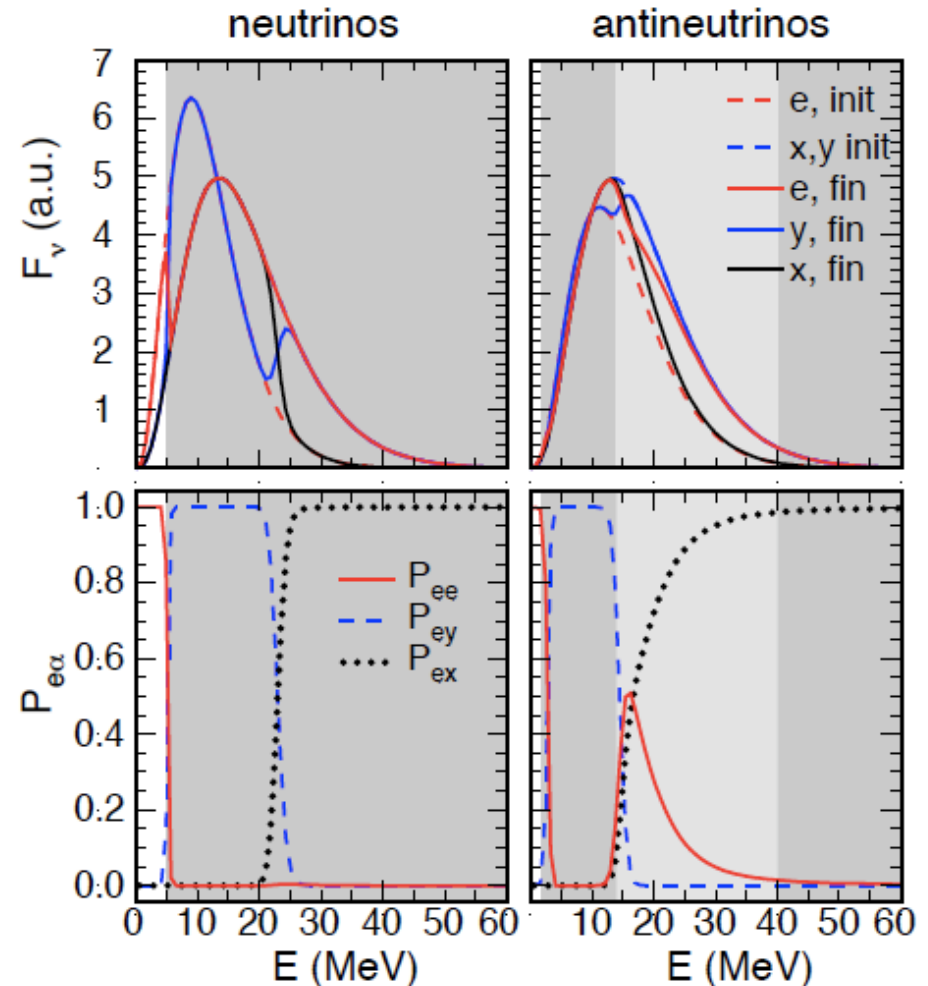 neutrinos antineutrinos
7
6
5
4
3
2
1
F_ν (a.u.)
e, init
x,y init
e, fin
y, fin
x, fin
1.0
0.8
0.6
0.4
0.2
0.0
P_eα
P_ee
P_ey
P_ex
0 10 20 30 40 50 60 10 20 30 40 50 60
E (MeV) E (MeV)